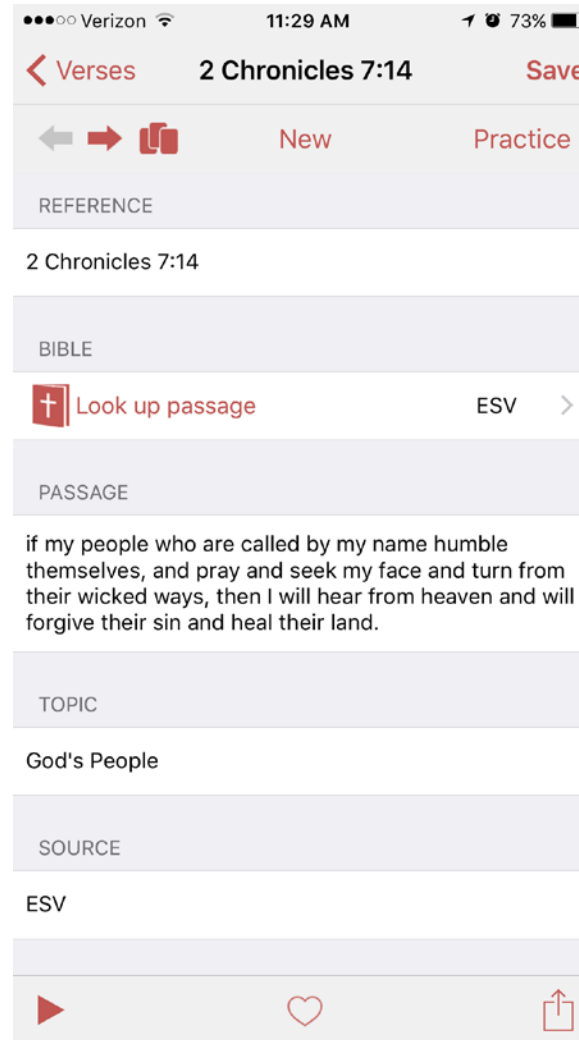 Verizon 11:29 AM 73%
Verses 2 Chronicles 7:14 Save
New Practice
REFERENCE
2 Chronicles 7:14
BIBLE
Look up passage ESV
PASSAGE
if my people who are called by my name humble
themselves, and pray and seek my face and turn from
their wicked ways, then I will hear from heaven and will
forgive their sin and heal their land.
TOPIC
God's People
SOURCE
ESV